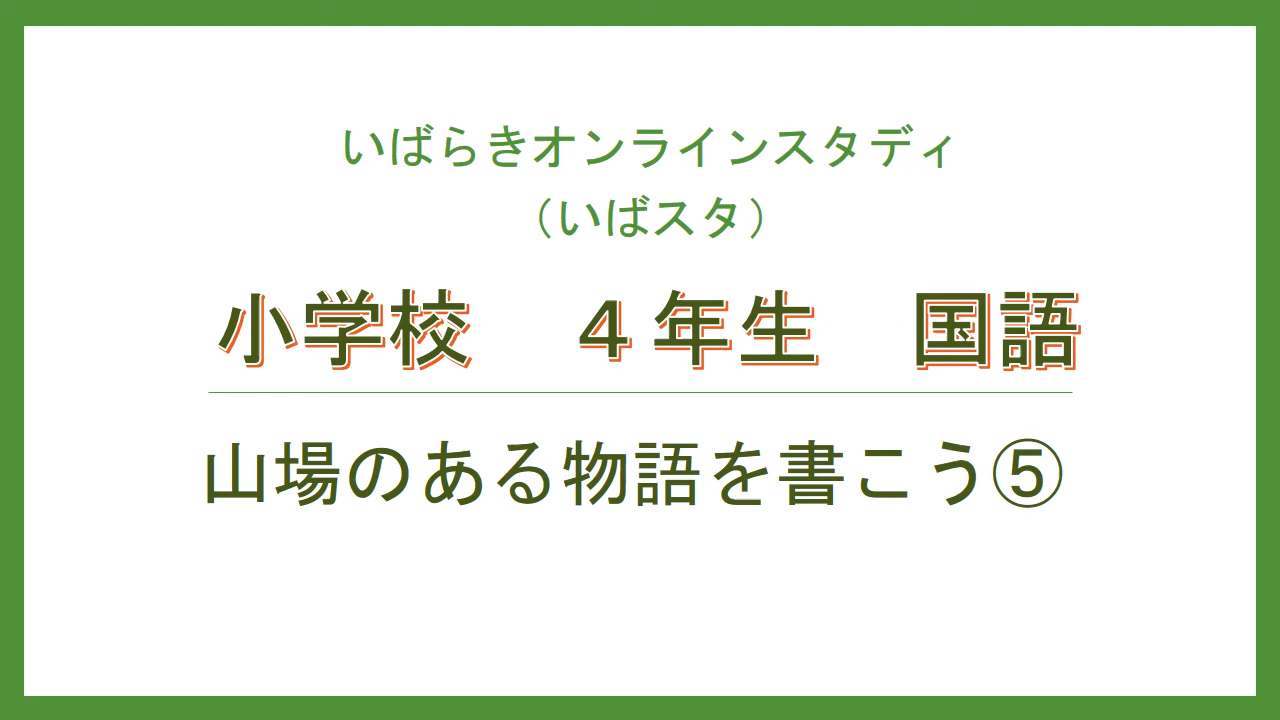 いばらきオンラインスタディ
（いばスタ）
小学校　４年生　国語
山場のある物語を書こう⑤